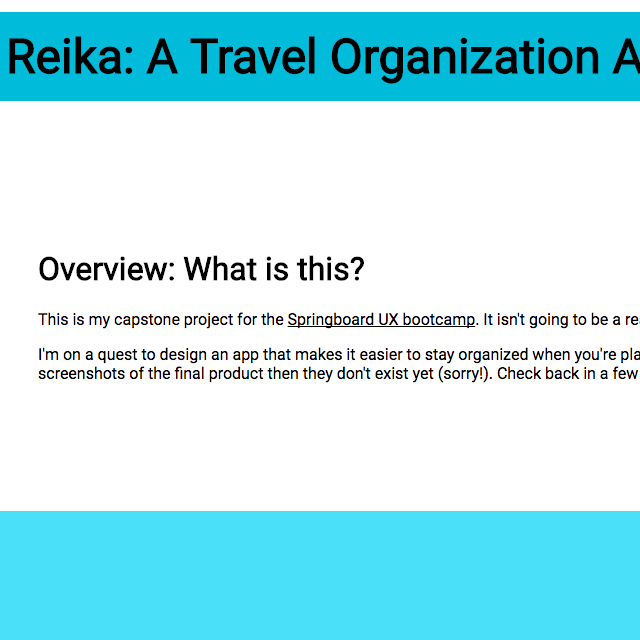 Reika: A Travel Organization A
Overview: What is this?
This is my capstone project for the Springboard UX bootcamp. It isn't going to be a re
I'm on a quest to design an app that makes it easier to stay organized when you're pla
screenshots of the final product then they don't exist yet (sorry!). Check back in a few